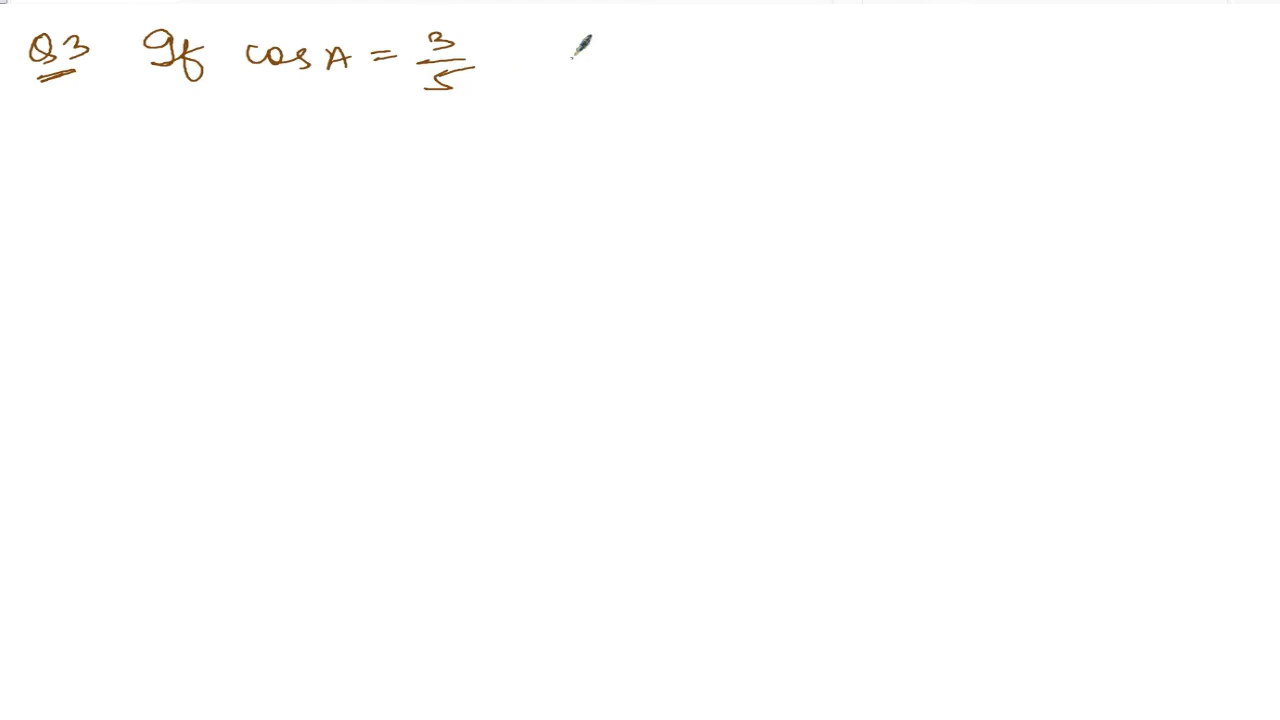 Q3 If cos A = 3/5